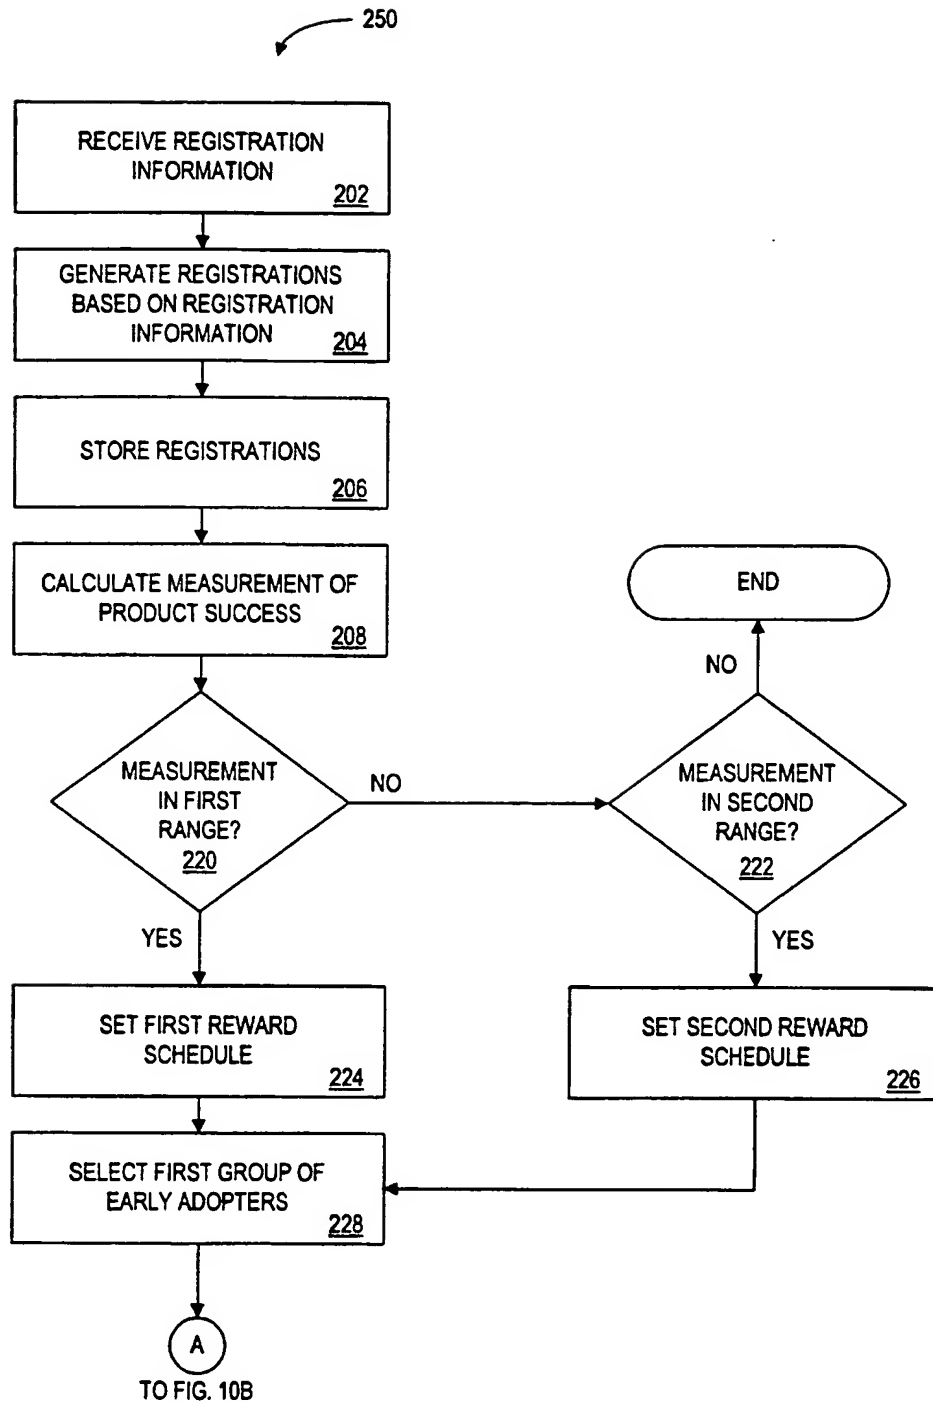 250
RECEIVE REGISTRATION
INFORMATION
202
GENERATE REGISTRATIONS
BASED ON REGISTRATION
INFORMATION
204
STORE REGISTRATIONS
206
CALCULATE MEASUREMENT OF
PRODUCT SUCCESS
208
END
NO
MEASUREMENT
IN FIRST
RANGE?
220
NO
MEASUREMENT
IN SECOND
RANGE?
222
YES
YES
SET FIRST REWARD
SCHEDULE
224
SET SECOND REWARD
SCHEDULE
226
SELECT FIRST GROUP OF
EARLY ADOPTERS
228
A
TO FIG. 10B